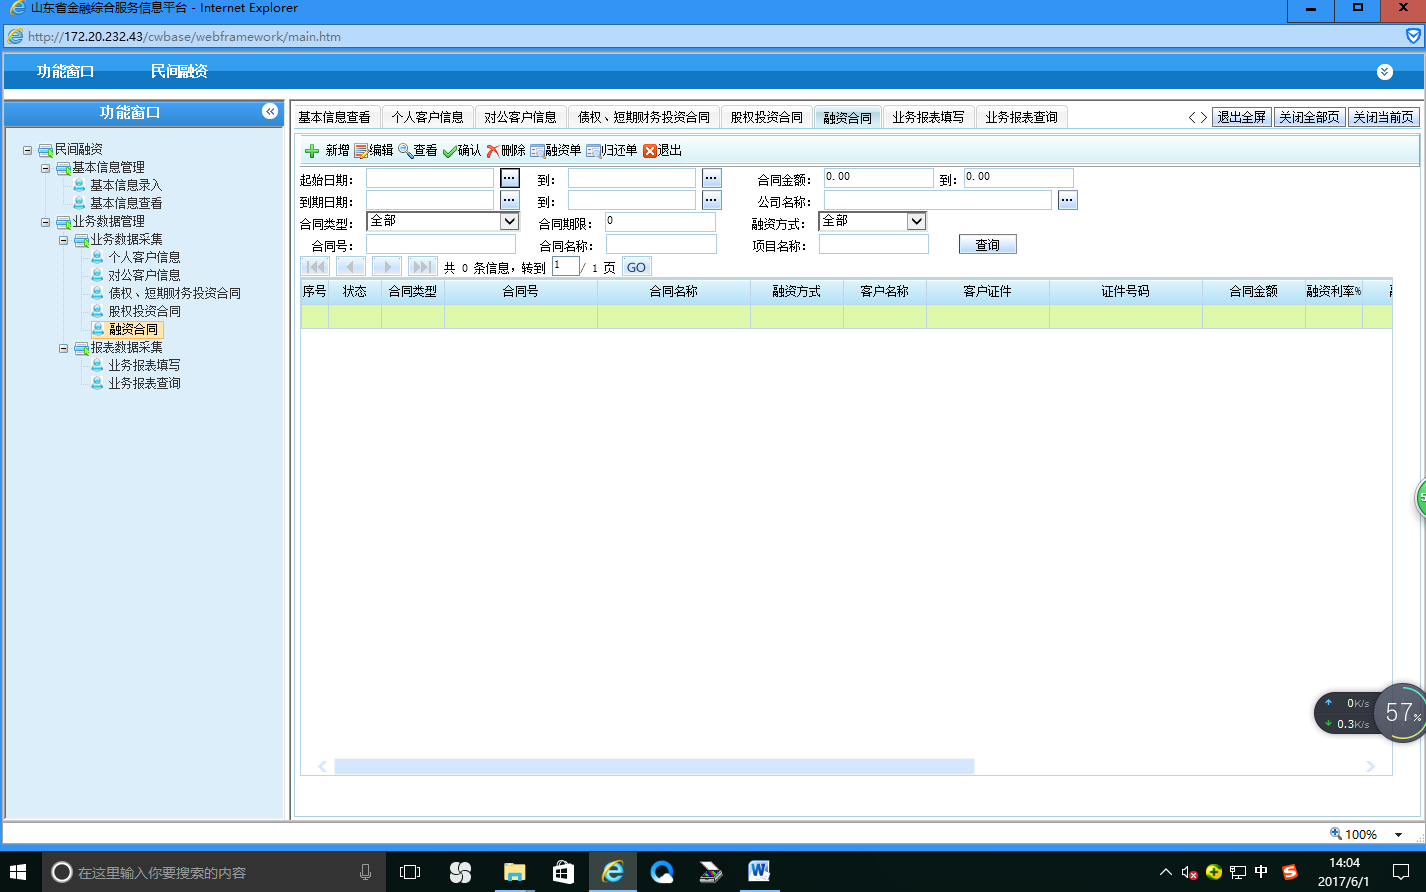 山东省金融综合服务信息平台 - Internet Explorer
http://172.20.232.43/cwbase/webframework/main.htm
功能窗口 民间融资
功能窗口
民间融资
基本信息管理
基本信息录入
基本信息查看
业务数据管理
业务数据采集
个人客户信息
对公客户信息
债权、短期财务投资合同
股权投资合同
融资合同
报表数据采集
业务报表填写
业务报表查询
基本信息查看 个人客户信息 对公客户信息 债权、短期财务投资合同 股权投资合同 融资合同 业务报表填写 业务报表查询 退出全屏 关闭全部页 关闭当前页
新增 编辑 查看 确认 删除 融资单 归还单 退出
起始日期: ... 到: ... 合同金额: 0.00 到: 0.00
到期日期: ... 到: ... 公司名称: ...
合同类型: 全部 合同期限: 0 融资方式: 全部
合同号: 合同名称: 项目名称: 查询
共 0 条信息,转到 1 / 1 页 GO
序号 状态 合同类型 合同号 合同名称 融资方式 客户名称 客户证件 证件号码 合同金额 融资利率%
0K/s
0.3K/s
57%
100%
在这里输入你要搜索的内容
中
14:04
2017/6/1